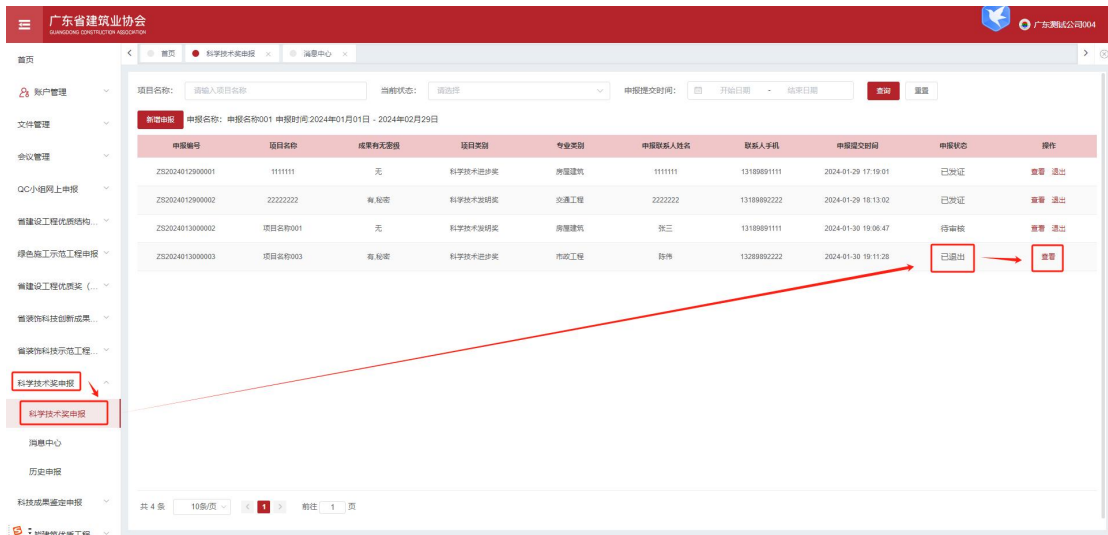 广东省建筑业协会
GUANGDONG CONSTRUCTION ASSOCIATION
广东测试公司004
首页
账户管理
文件管理
会议管理
QC小组网上申报
省建设工程优质结构...
绿色施工示范工程申报
省建设工程优质奖（...
省装饰科技创新成果...
省装饰科技示范工程...
科学技术奖申报
科学技术奖申报
消息中心
历史申报
科技成果鉴定申报
首页 科学技术奖申报 × 消息中心 ×
项目名称： 请输入项目名称 当前状态： 请选择 申报提交时间： 开始日期 - 结束日期 查询 重置
新增申报 申报名称：申报名称001 申报时间:2024年01月01日 - 2024年02月29日
申报编号 项目名称 成果有无密级 项目类别 专业类别 申报联系人姓名 联系人手机 申报提交时间 申报状态 操作
ZS2024012900001 1111111 无 科学技术进步奖 房屋建筑 1111111 13189891111 2024-01-29 17:19:01 已发证 查看 退出
ZS2024012900002 22222222 有,秘密 科学技术发明奖 交通工程 2222222 13189892222 2024-01-29 18:13:02 已发证 查看 退出
ZS2024013000002 项目名称001 无 科学技术发明奖 房屋建筑 张三 13189891111 2024-01-30 19:06:47 待审核 查看 退出
ZS2024013000003 项目名称003 有,秘密 科学技术进步奖 市政工程 陈伟 13289892222 2024-01-30 19:11:28 已退出 查看
共 4 条 10条/页 1 前往 1 页